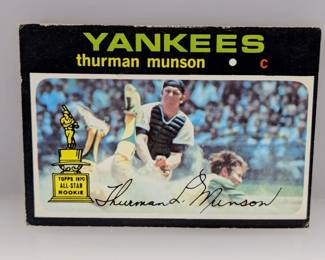 YANKEES
thurman munson • c
TOPPS 1970
ALL-STAR
ROOKIE
Thurman L. Munson